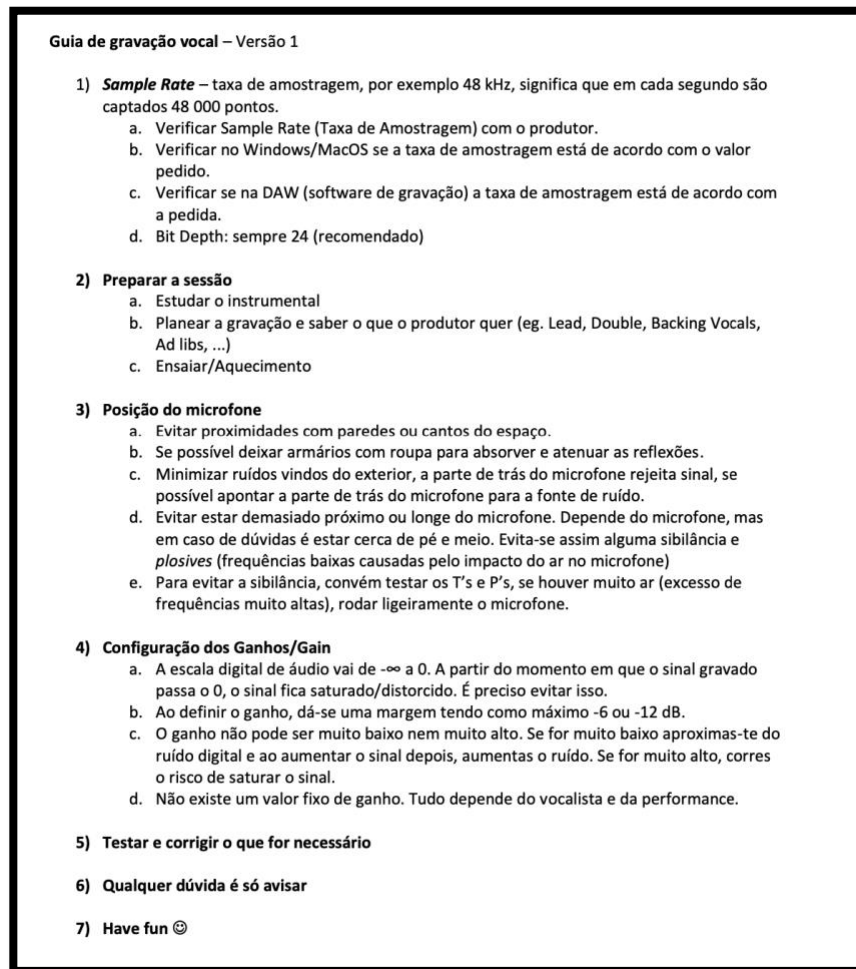 Guia de gravação vocal – Versão 1
1) Sample Rate – taxa de amostragem, por exemplo 48 kHz, significa que em cada segundo são
captados 48 000 pontos.
a. Verificar Sample Rate (Taxa de Amostragem) com o produtor.
b. Verificar no Windows/MacOS se a taxa de amostragem está de acordo com o valor
pedido.
c. Verificar se na DAW (software de gravação) a taxa de amostragem está de acordo com
a pedida.
d. Bit Depth: sempre 24 (recomendado)
2) Preparar a sessão
a. Estudar o instrumental
b. Planear a gravação e saber o que o produtor quer (eg. Lead, Double, Backing Vocals,
Ad libs, ...)
c. Ensaiar/Aquecimento
3) Posição do microfone
a. Evitar proximidades com paredes ou cantos do espaço.
b. Se possível deixar armários com roupa para absorver e atenuar as reflexões.
c. Minimizar ruídos vindos do exterior, a parte de trás do microfone rejeita sinal, se
possível apontar a parte de trás do microfone para a fonte de ruído.
d. Evitar estar demasiado próximo ou longe do microfone. Depende do microfone, mas
em caso de dúvidas é estar cerca de pé e meio. Evita-se assim alguma sibilância e
plosives (frequências baixas causadas pelo impacto do ar no microfone)
e. Para evitar a sibilância, convém testar os T’s e P’s, se houver muito ar (excesso de
frequências muito altas), rodar ligeiramente o microfone.
4) Configuração dos Ganhos/Gain
a. A escala digital de áudio vai de -∞ a 0. A partir do momento em que o sinal gravado
passa o 0, o sinal fica saturado/distorcido. É preciso evitar isso.
b. Ao definir o ganho, dá-se uma margem tendo como máximo -6 ou -12 dB.
c. O ganho não pode ser muito baixo nem muito alto. Se for muito baixo aproximas-te do
ruído digital e ao aumentar o sinal depois, aumentas o ruído. Se for muito alto, corres
o risco de saturar o sinal.
d. Não existe um valor fixo de ganho. Tudo depende do vocalista e da performance.
5) Testar e corrigir o que for necessário
6) Qualquer dúvida é só avisar
7) Have fun ☺